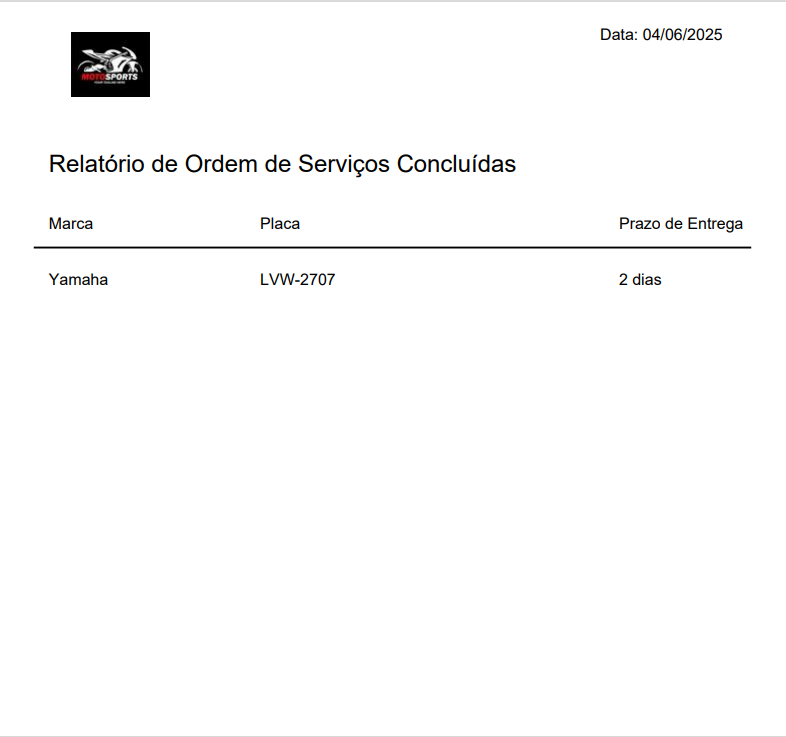 Data: 04/06/2025
MOTOSPORTS
Relatório de Ordem de Serviços Concluídas
Marca Placa Prazo de Entrega
Yamaha LVW-2707 2 dias